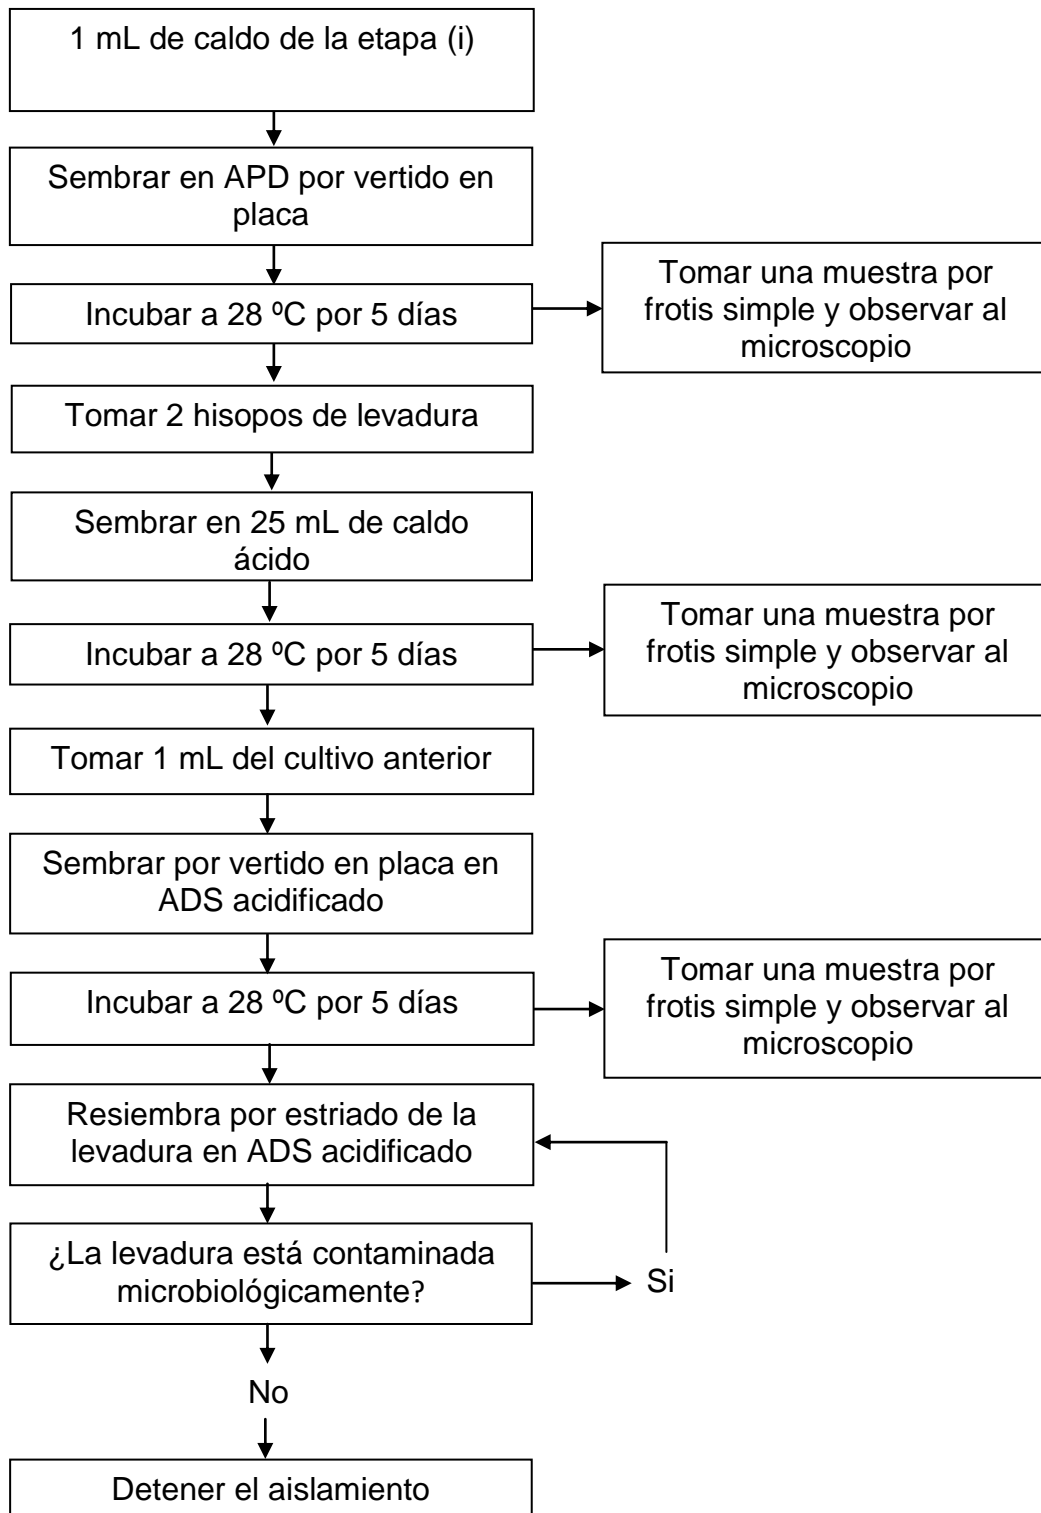 1 mL de caldo de la etapa (i)
Sembrar en APD por vertido en
placa
Incubar a 28 ºC por 5 días
Tomar una muestra por
frotis simple y observar al
microscopio
Tomar 2 hisopos de levadura
Sembrar en 25 mL de caldo
ácido
Incubar a 28 ºC por 5 días
Tomar una muestra por
frotis simple y observar al
microscopio
Tomar 1 mL del cultivo anterior
Sembrar por vertido en placa en
ADS acidificado
Incubar a 28 ºC por 5 días
Tomar una muestra por
frotis simple y observar al
microscopio
Resiembra por estriado de la
levadura en ADS acidificado
¿La levadura está contaminada
microbiológicamente?
Si
No
Detener el aislamiento